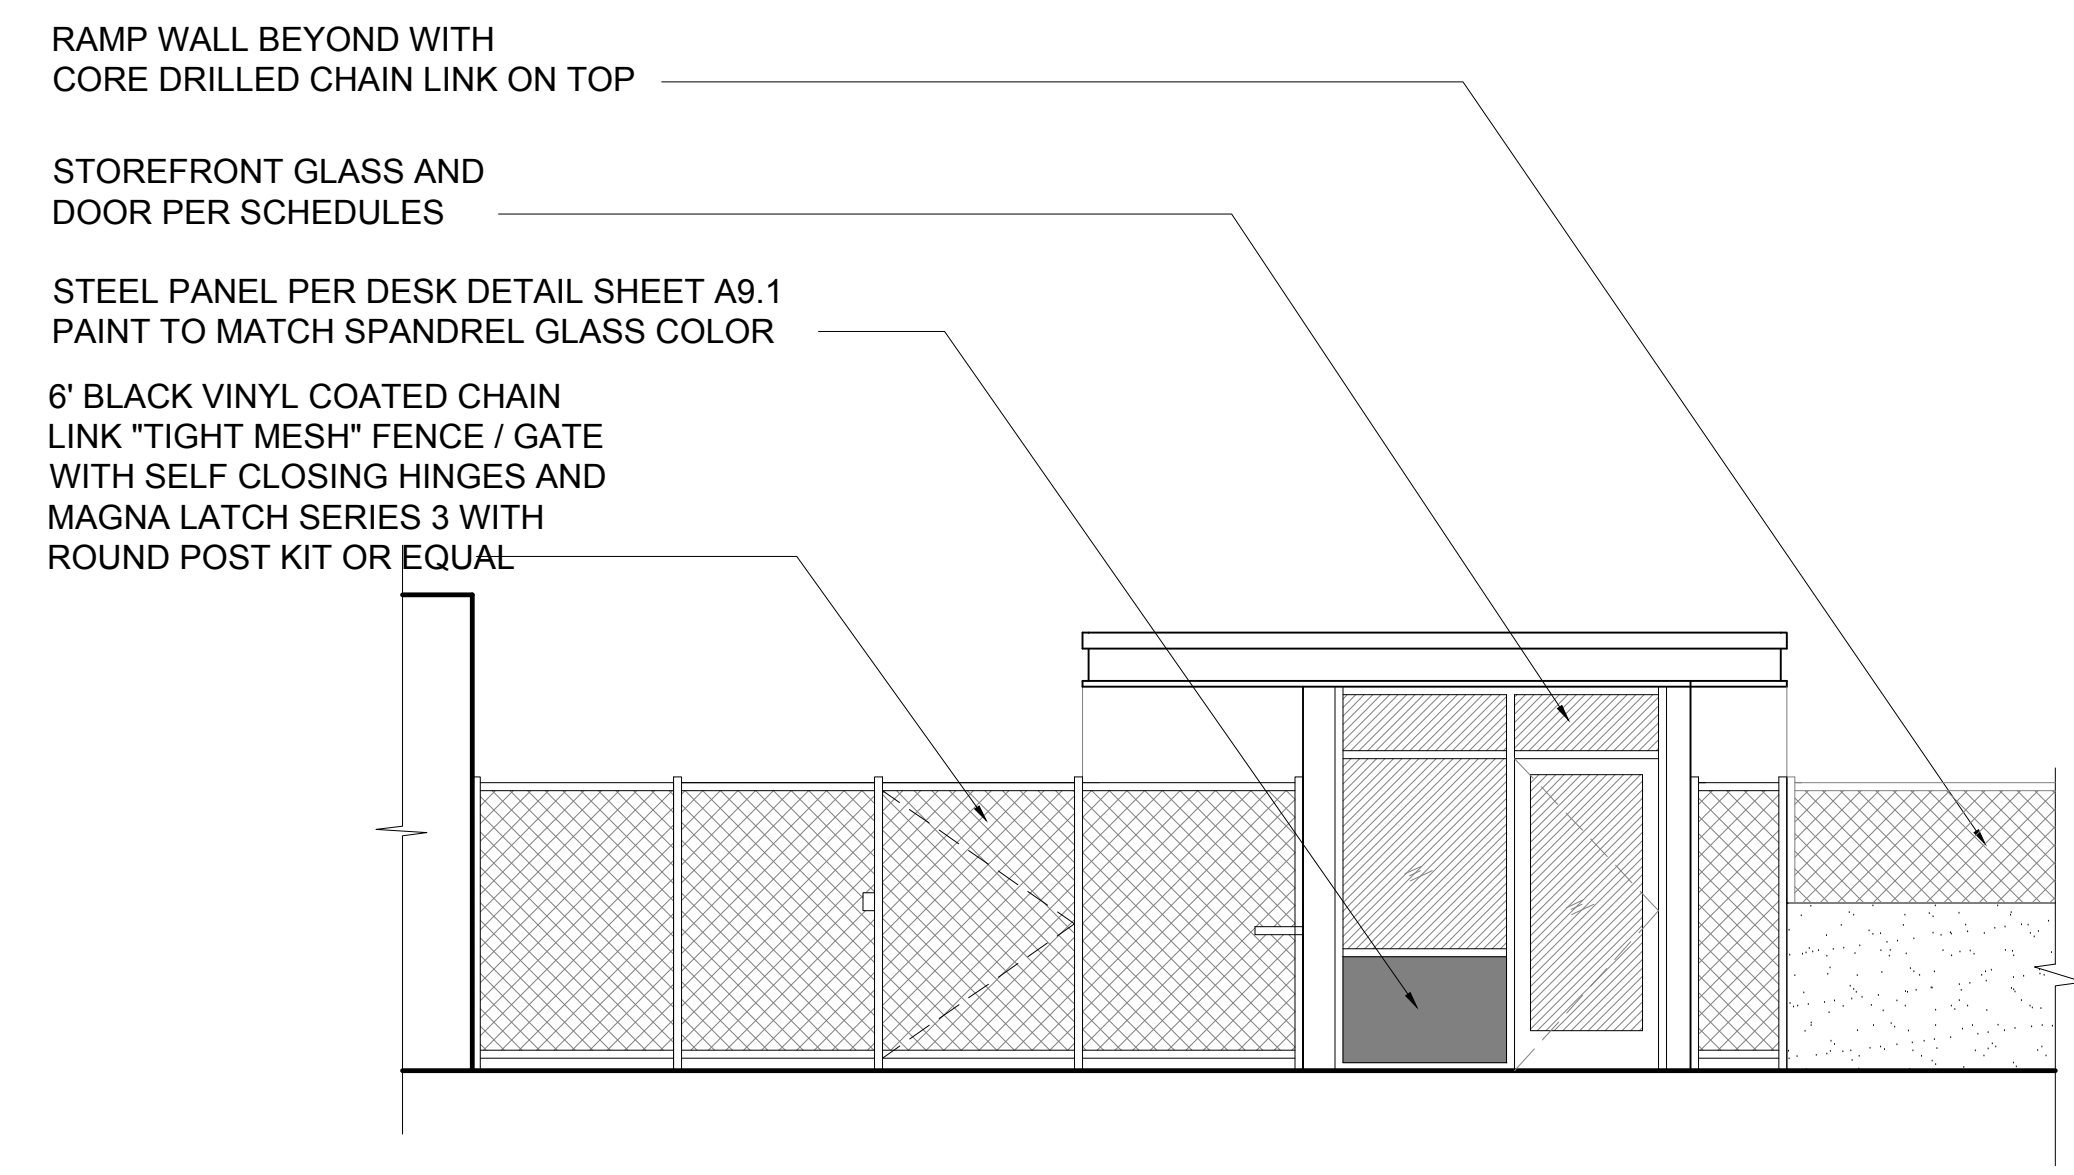 RAMP WALL BEYOND WITH
CORE DRILLED CHAIN LINK ON TOP
STOREFRONT GLASS AND
DOOR PER SCHEDULES
STEEL PANEL PER DESK DETAIL SHEET A9.1
PAINT TO MATCH SPANDREL GLASS COLOR
6' BLACK VINYL COATED CHAIN
LINK "TIGHT MESH" FENCE / GATE
WITH SELF CLOSING HINGES AND
MAGNA LATCH SERIES 3 WITH
ROUND POST KIT OR EQUAL